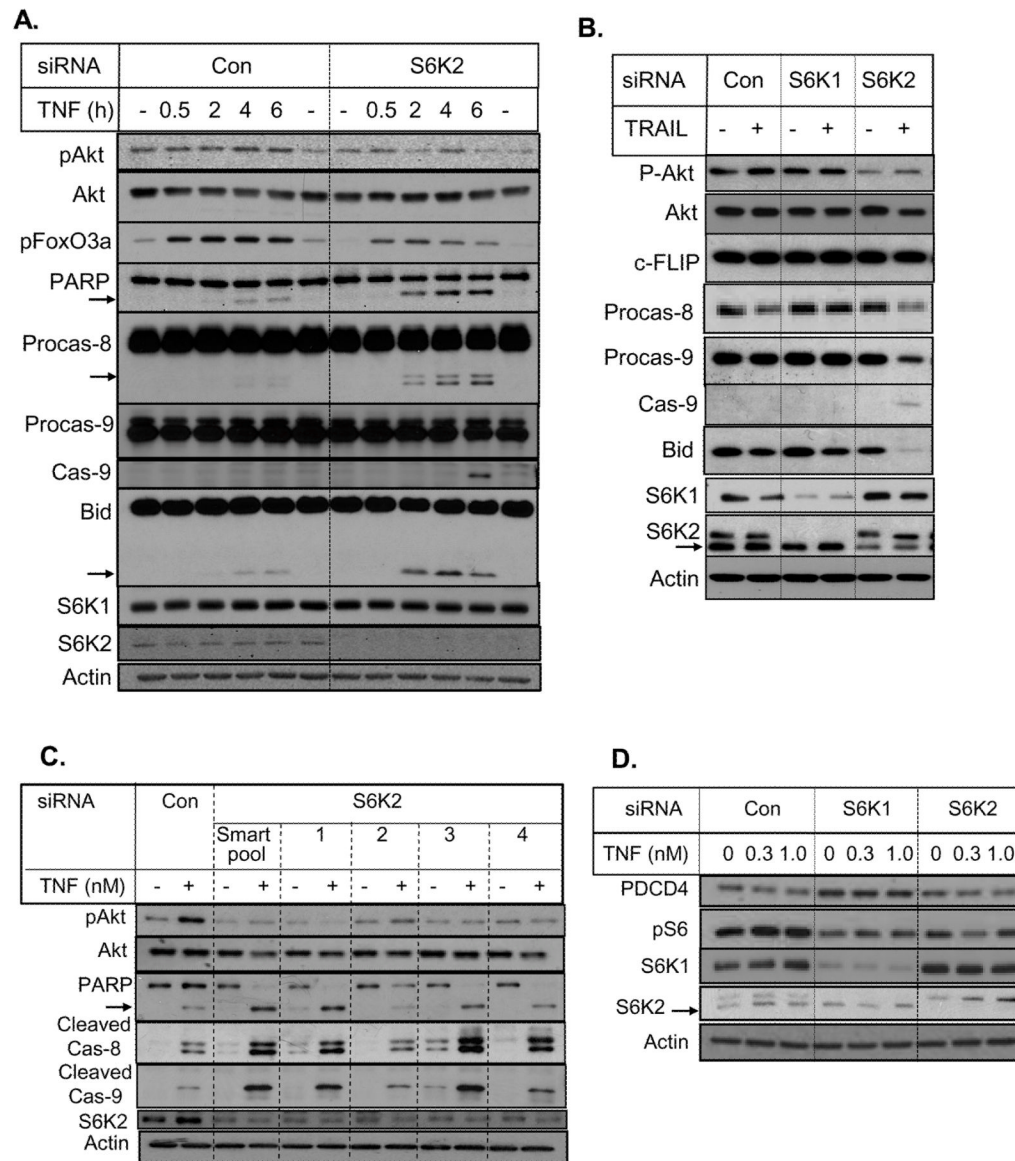 A.
siRNA Con S6K2
TNF (h) - 0.5 2 4 6 - - 0.5 2 4 6 -
pAkt
Akt
pFoxO3a
PARP
Procas-8
Procas-9
Cas-9
Bid
S6K1
S6K2
Actin
B.
siRNA Con S6K1 S6K2
TRAIL - + - + - +
P-Akt
Akt
c-FLIP
Procas-8
Procas-9
Cas-9
Bid
S6K1
S6K2
Actin
C.
siRNA Con S6K2
Smart pool 1 2 3 4
TNF (nM) - + - + - + - + - + - +
pAkt
Akt
PARP
Cleaved
Cas-8
Cleaved
Cas-9
S6K2
Actin
D.
siRNA Con S6K1 S6K2
TNF (nM) 0 0.3 1.0 0 0.3 1.0 0 0.3 1.0
PDCD4
pS6
S6K1
S6K2
Actin